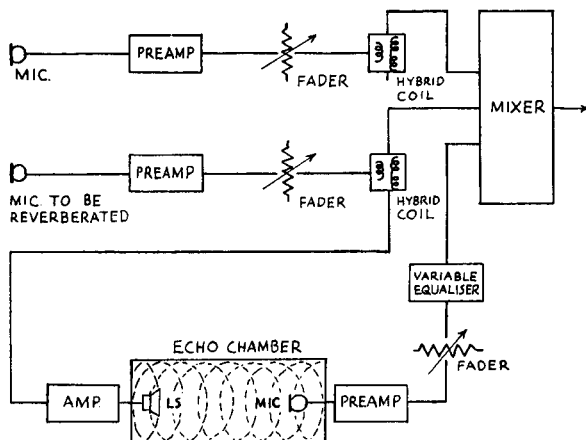 PREAMP
MIC.
FADER
HYBRID
COIL
MIXER
PREAMP
MIC TO BE
REVERBERATED
FADER
HYBRID
COIL
VARIABLE
EQUALISER
ECHO CHAMBER
FADER
AMP.
LS
MIC
PREAMP